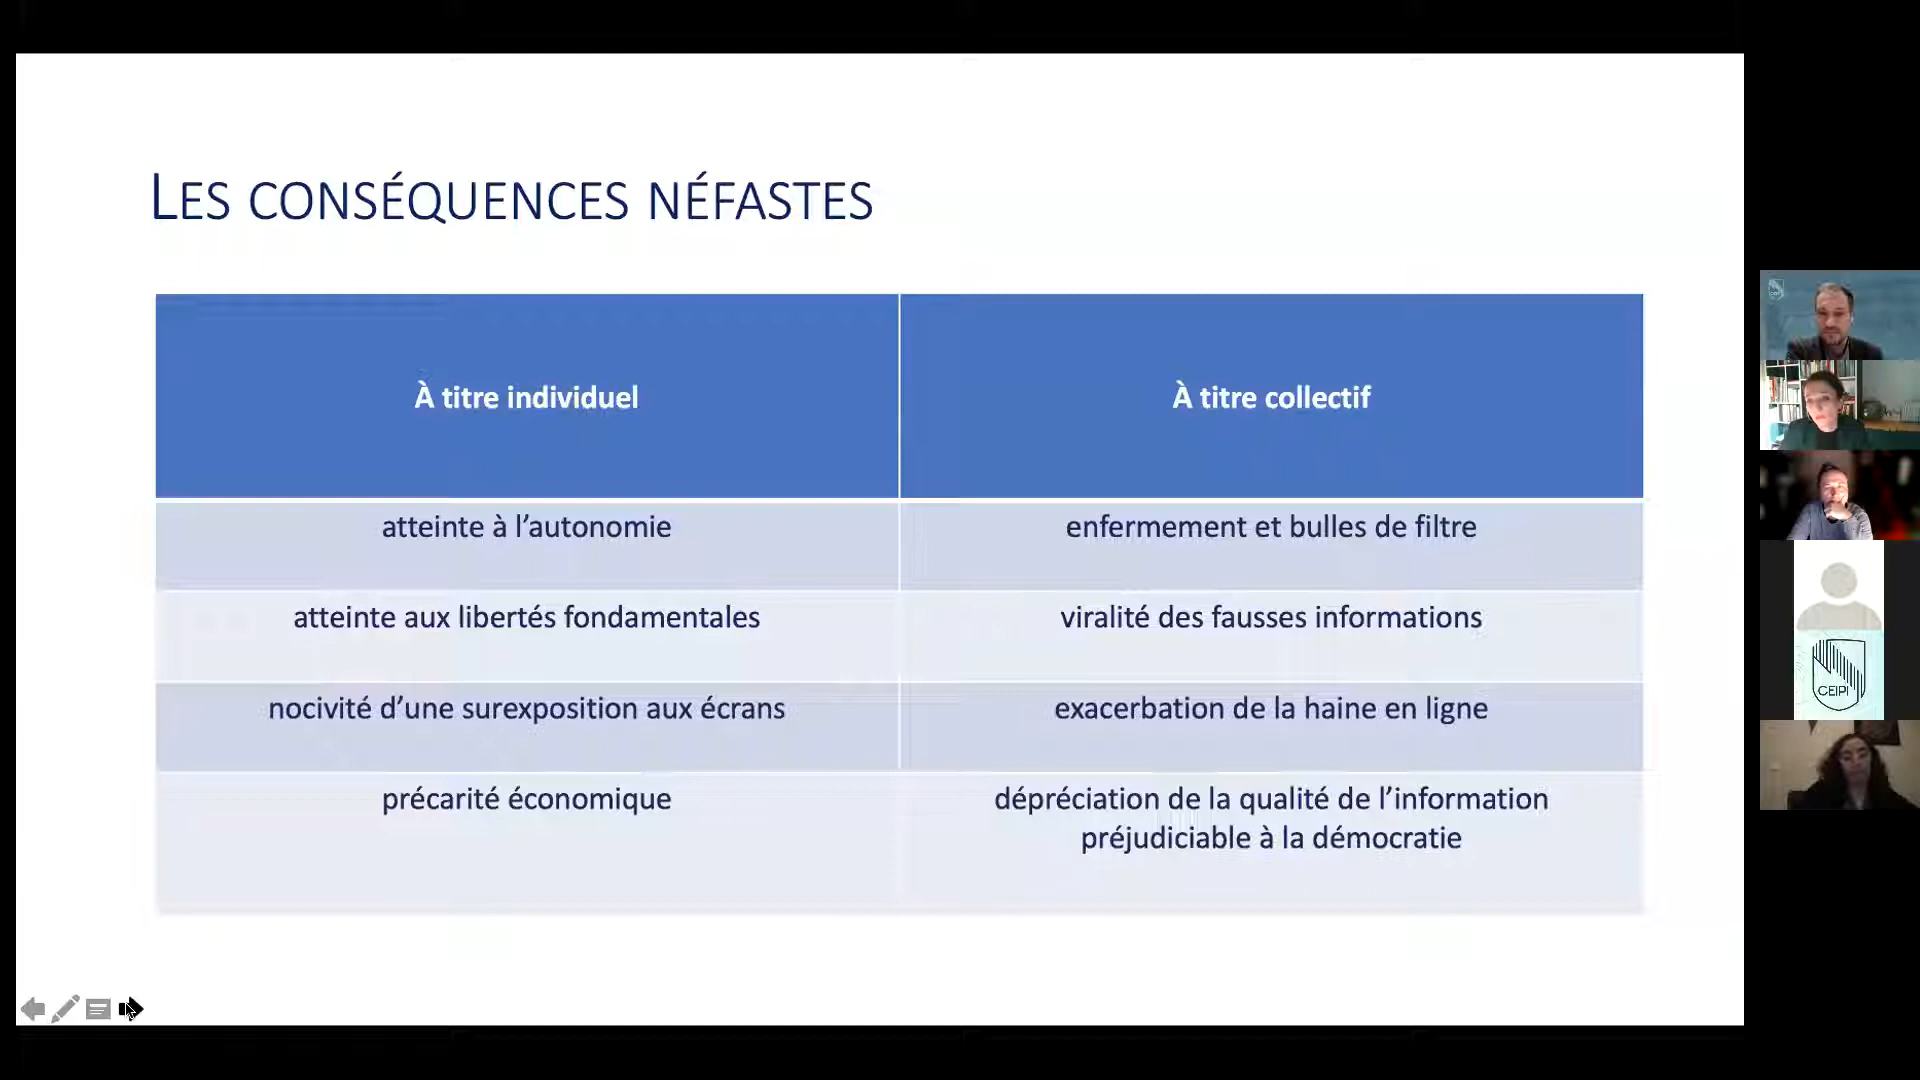 LES CONSÉQUENCES NÉFASTES
À titre individuel
À titre collectif
atteinte à l’autonomie
enfermement et bulles de filtre
atteinte aux libertés fondamentales
viralité des fausses informations
nocivité d’une surexposition aux écrans
exacerbation de la haine en ligne
précarité économique
dépréciation de la qualité de l’information
préjudiciable à la démocratie
CEIPI